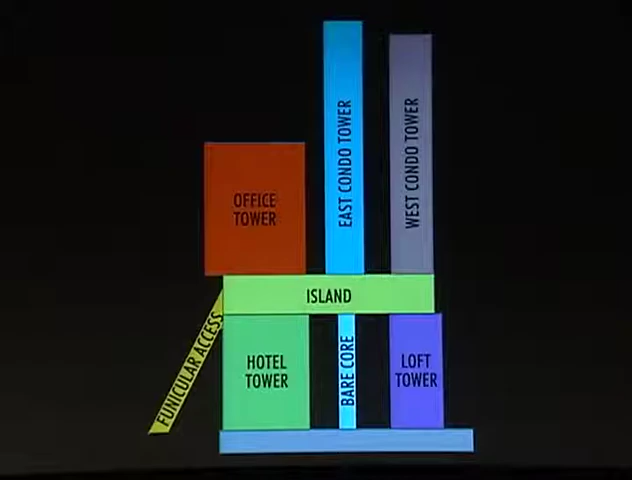 EAST CONDO TOWER
WEST CONDO TOWER
OFFICE
TOWER
ISLAND
FUNICULAR ACCESS
HOTEL
TOWER
BARE CORE
LOFT
TOWER